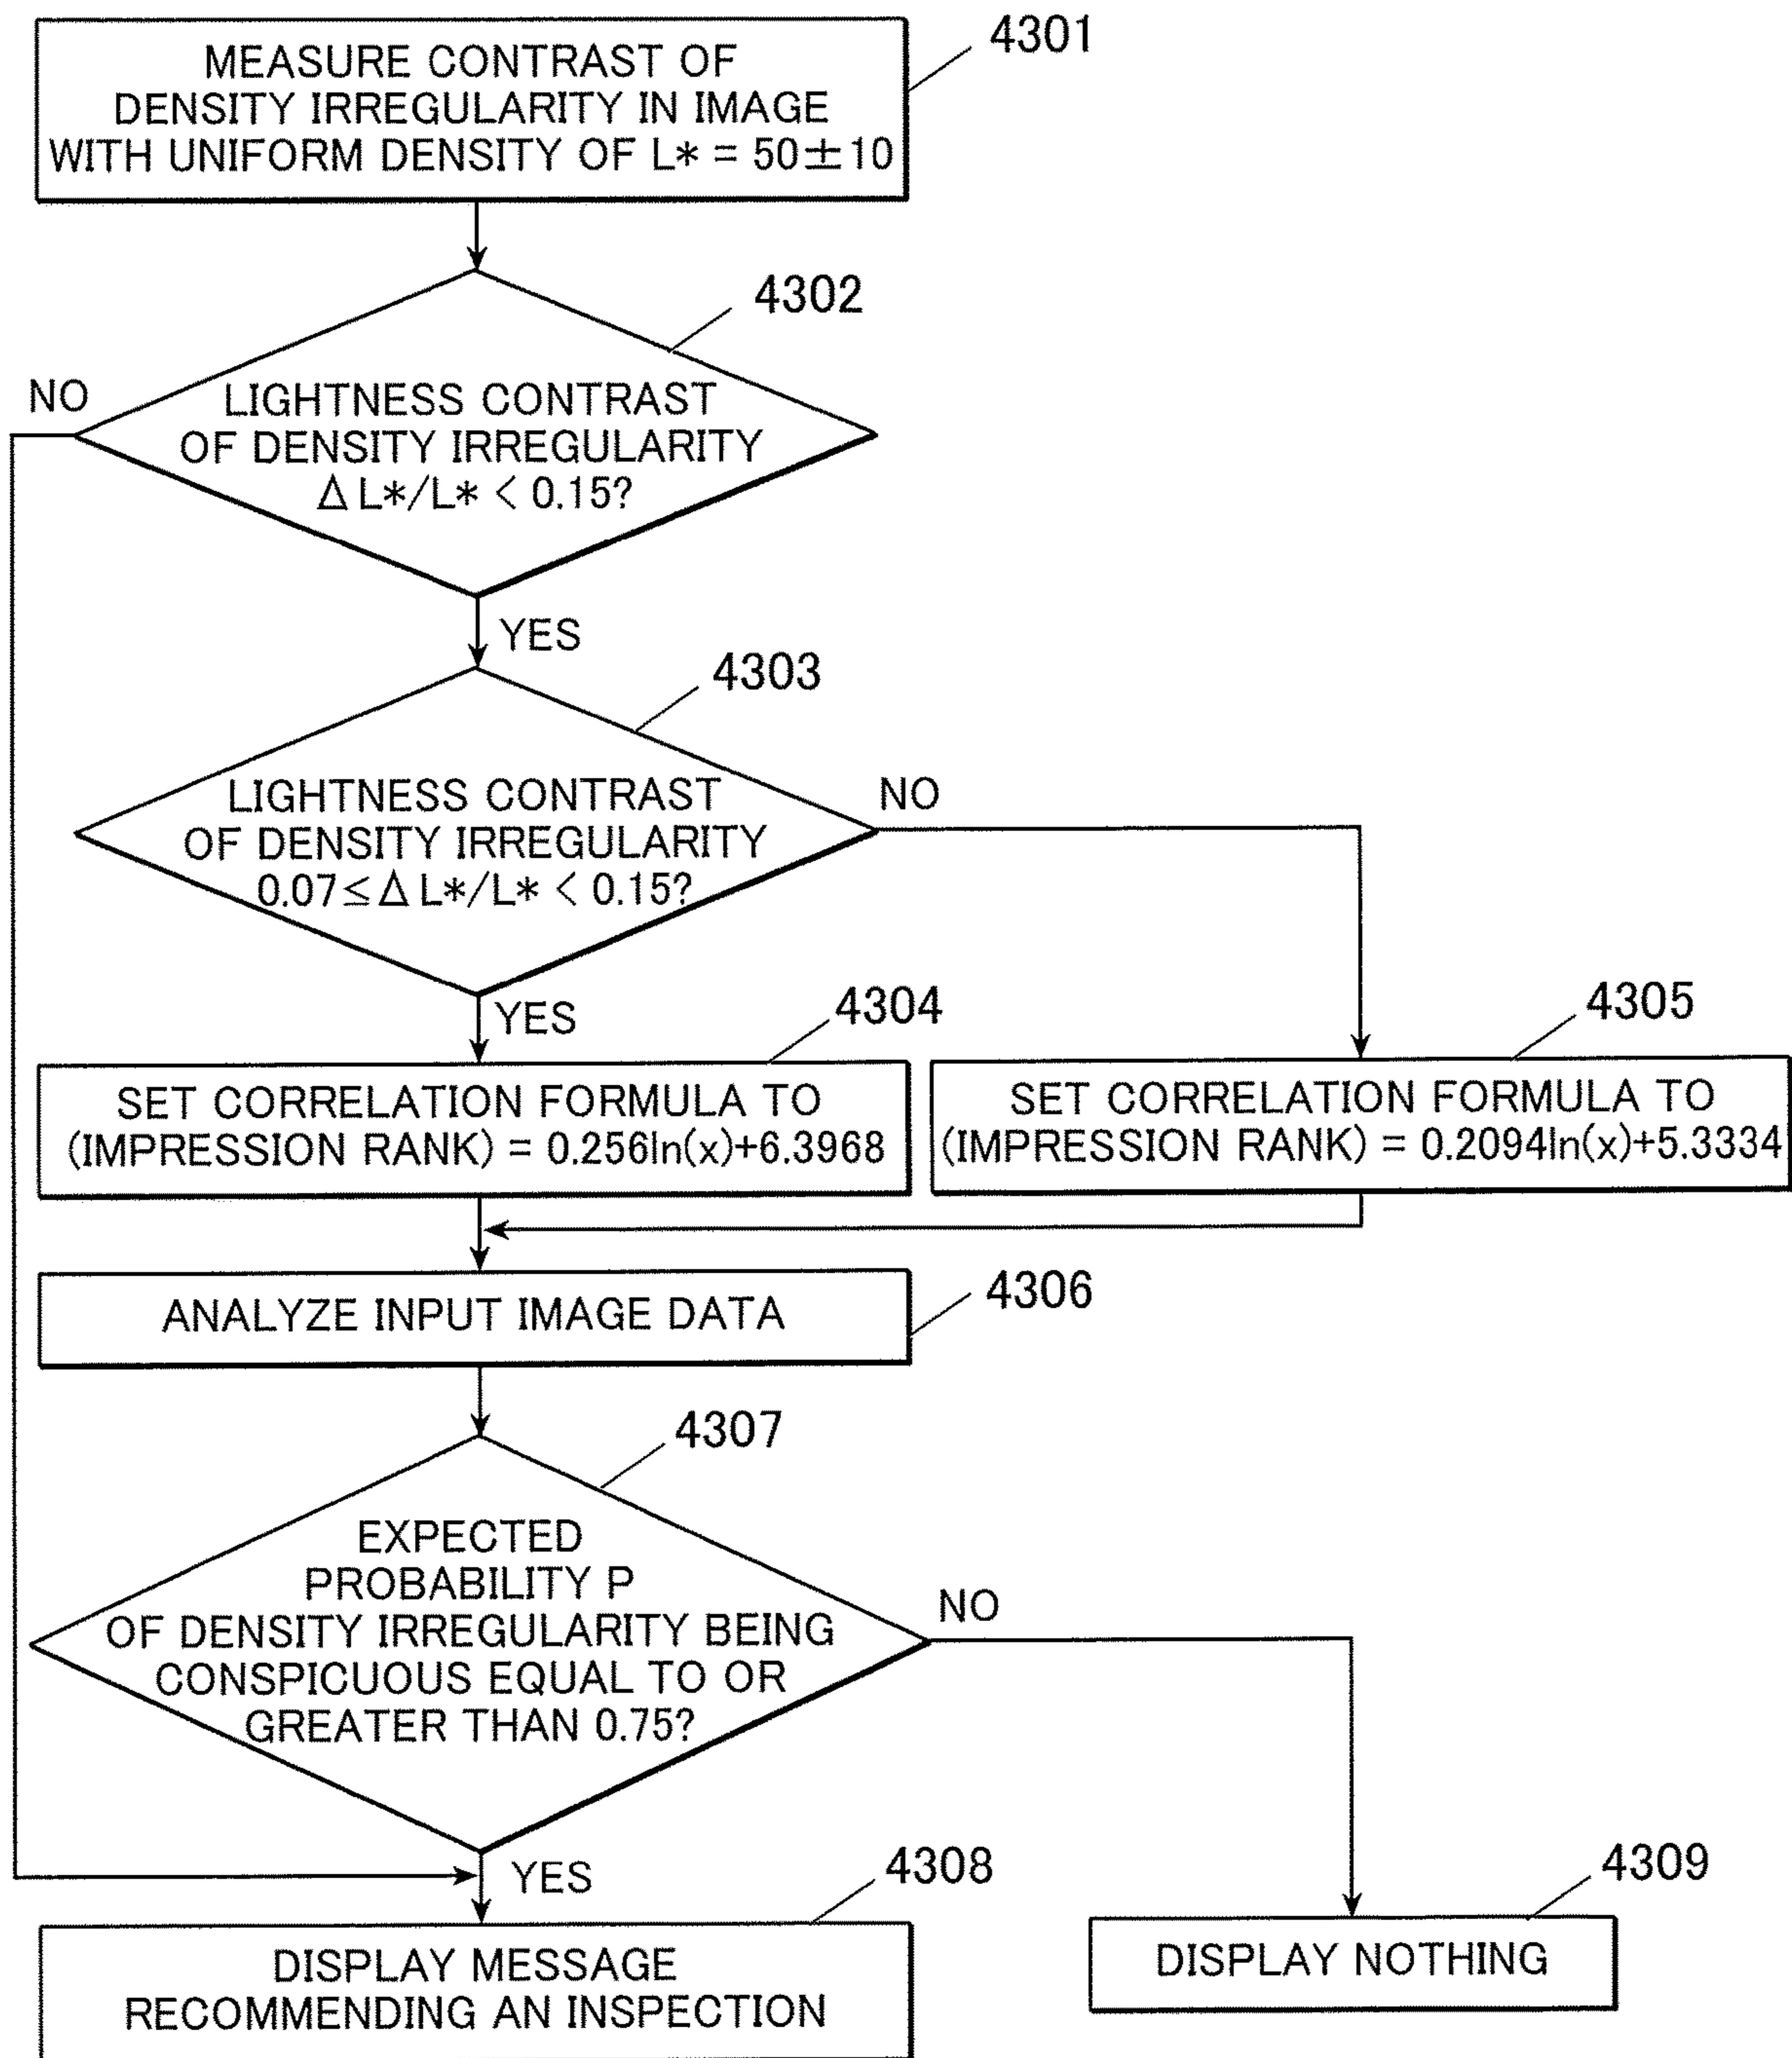 4301
MEASURE CONTRAST OF
DENSITY IRREGULARITY IN IMAGE
WITH UNIFORM DENSITY OF L* = 50±10
4302
NO
LIGHTNESS CONTRAST
OF DENSITY IRREGULARITY
Δ L*/L* < 0.15?
YES
4303
LIGHTNESS CONTRAST
OF DENSITY IRREGULARITY
0.07≤Δ L*/L* < 0.15?
NO
YES
4304
4305
SET CORRELATION FORMULA TO
(IMPRESSION RANK) = 0.256ln(x)+6.3968
SET CORRELATION FORMULA TO
(IMPRESSION RANK) = 0.2094ln(x)+5.3334
4306
ANALYZE INPUT IMAGE DATA
4307
EXPECTED
PROBABILITY P
OF DENSITY IRREGULARITY BEING
CONSPICUOUS EQUAL TO OR
GREATER THAN 0.75?
NO
YES
4308
4309
DISPLAY MESSAGE
RECOMMENDING AN INSPECTION
DISPLAY NOTHING